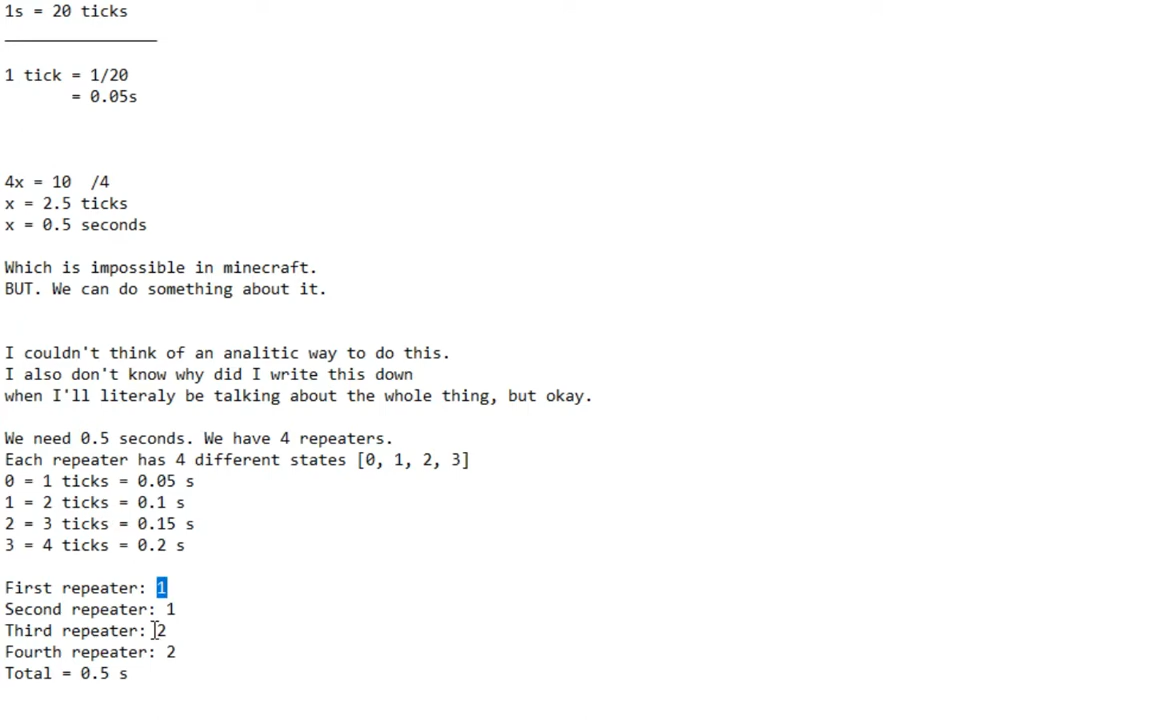 1s = 20 ticks
________________
1 tick = 1/20
= 0.05s
4x = 10  /4
x = 2.5 ticks
x = 0.5 seconds
Which is impossible in minecraft.
BUT. We can do something about it.
I couldn't think of an analitic way to do this.
I also don't know why did I write this down
when I'll literaly be talking about the whole thing, but okay.
We need 0.5 seconds. We have 4 repeaters.
Each repeater has 4 different states [0, 1, 2, 3]
0 = 1 ticks = 0.05 s
1 = 2 ticks = 0.1 s
2 = 3 ticks = 0.15 s
3 = 4 ticks = 0.2 s
First repeater: 1
Second repeater: 1
Third repeater: 2
Fourth repeater: 2
Total = 0.5 s